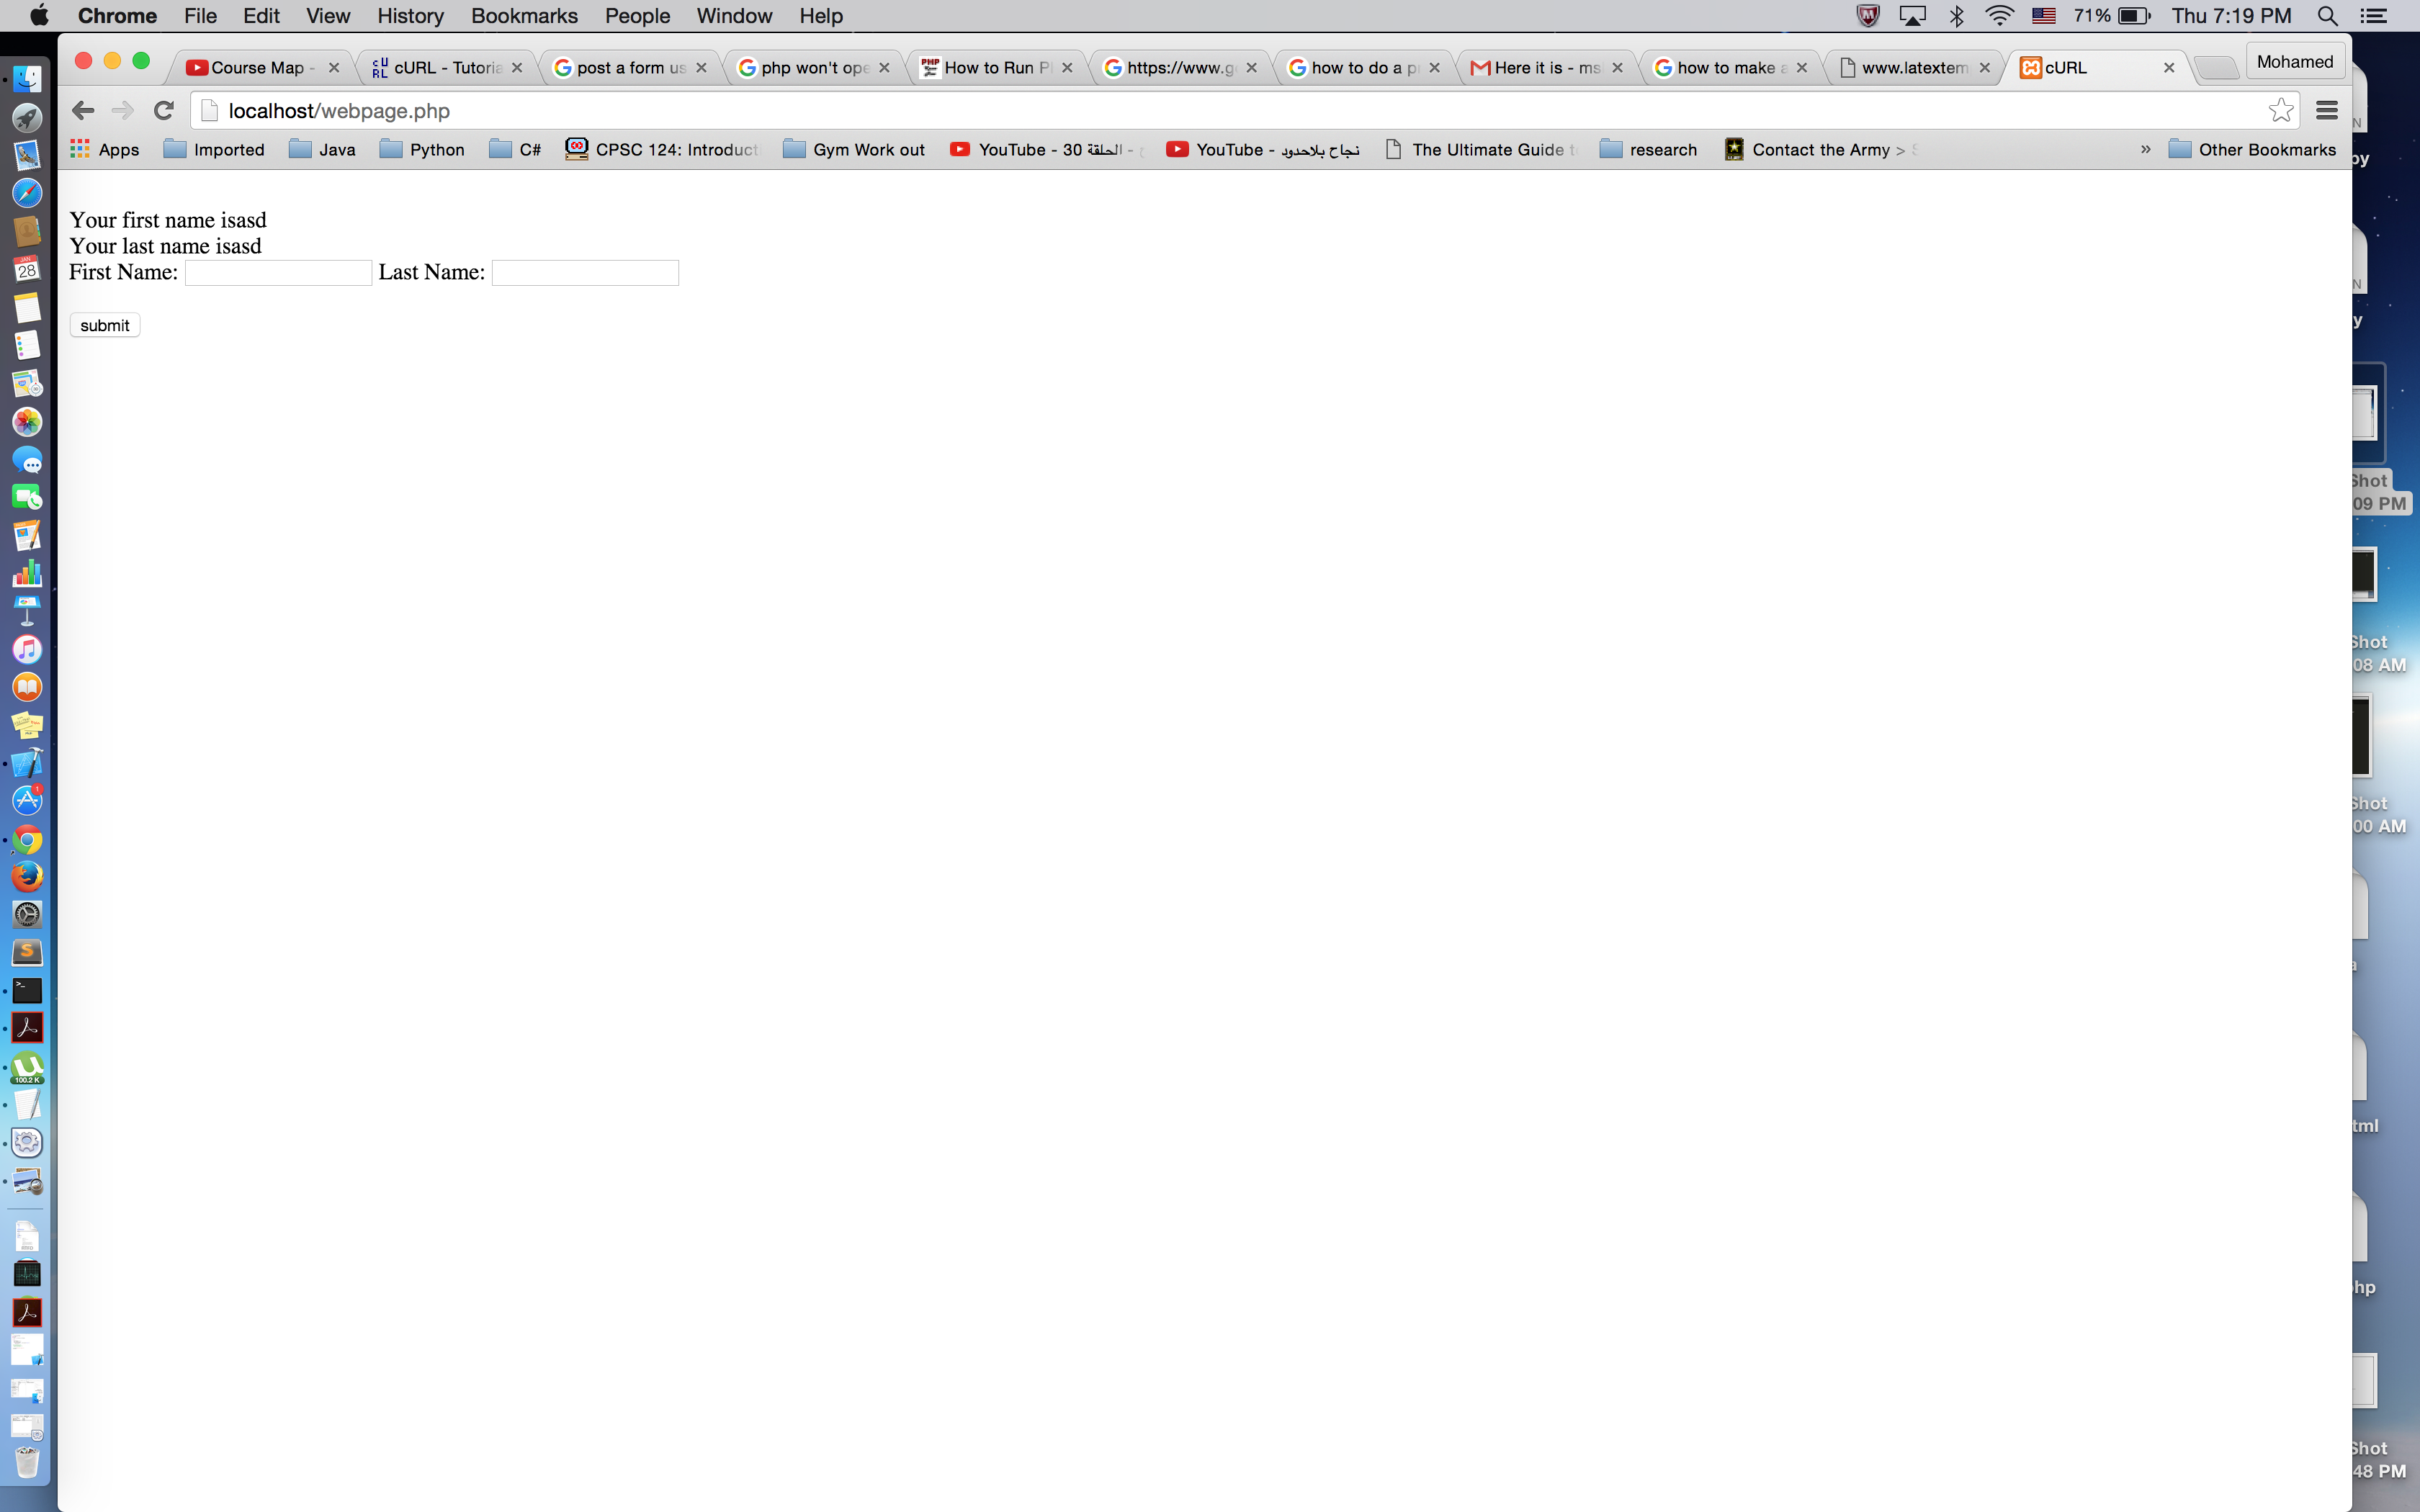 Chrome File Edit View History Bookmarks People Window Help 71% Thu 7:19 PM
Course Map - cURL - Tutoria post a form us php won't ope How to Run P https://www.g how to do a p Here it is - ms how to make a www.latextem cURL Mohamed
localhost/webpage.php
Apps Imported Java Python C# CPSC 124: Introduct Gym Work out YouTube - 30 الحلقة - YouTube - نجاح بلاحدود The Ultimate Guide t research Contact the Army > » Other Bookmarks
Your first name isasd
Your last name isasd
First Name: Last Name:
submit
JAN
28
1
100.2 K
N
py
N
y
Shot
09 PM
Shot
08 AM
Shot
00 AM
a
tml
hp
Shot
48 PM